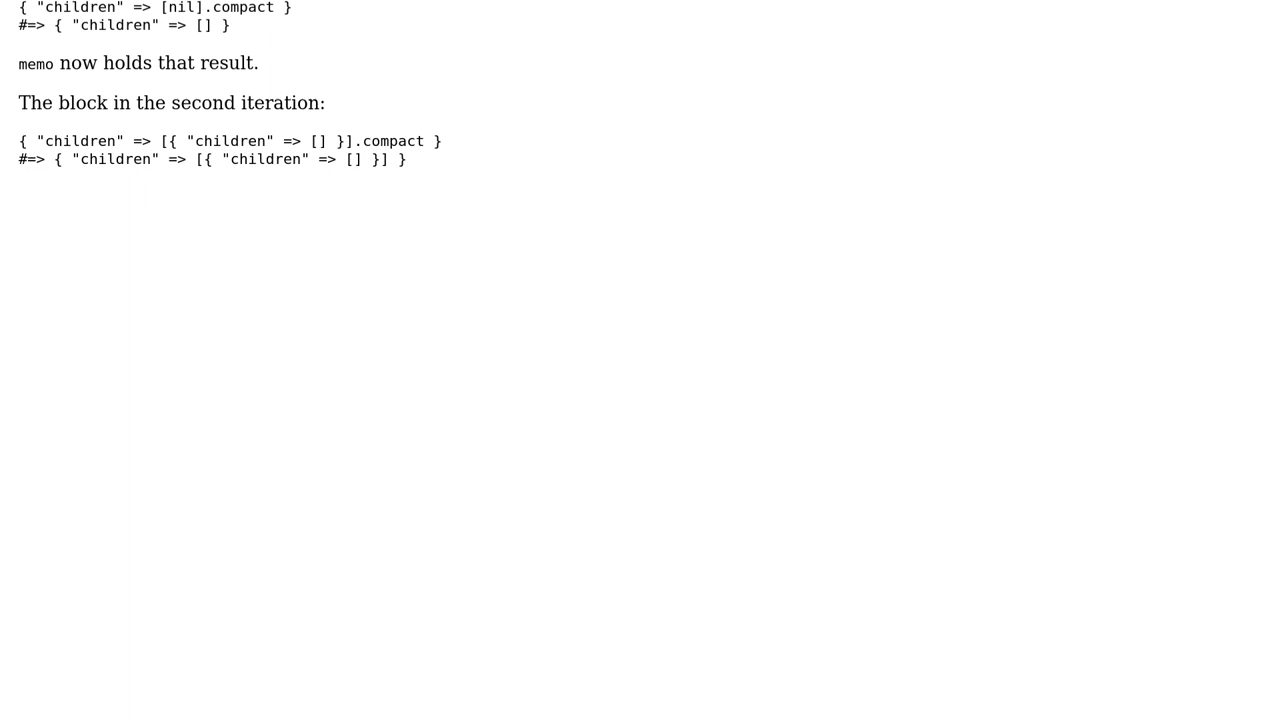 { "children" => [nil].compact }
#=> { "children" => [] }
memo now holds that result.
The block in the second iteration:
{ "children" => [{ "children" => [] }].compact }
#=> { "children" => [{ "children" => [] }] }